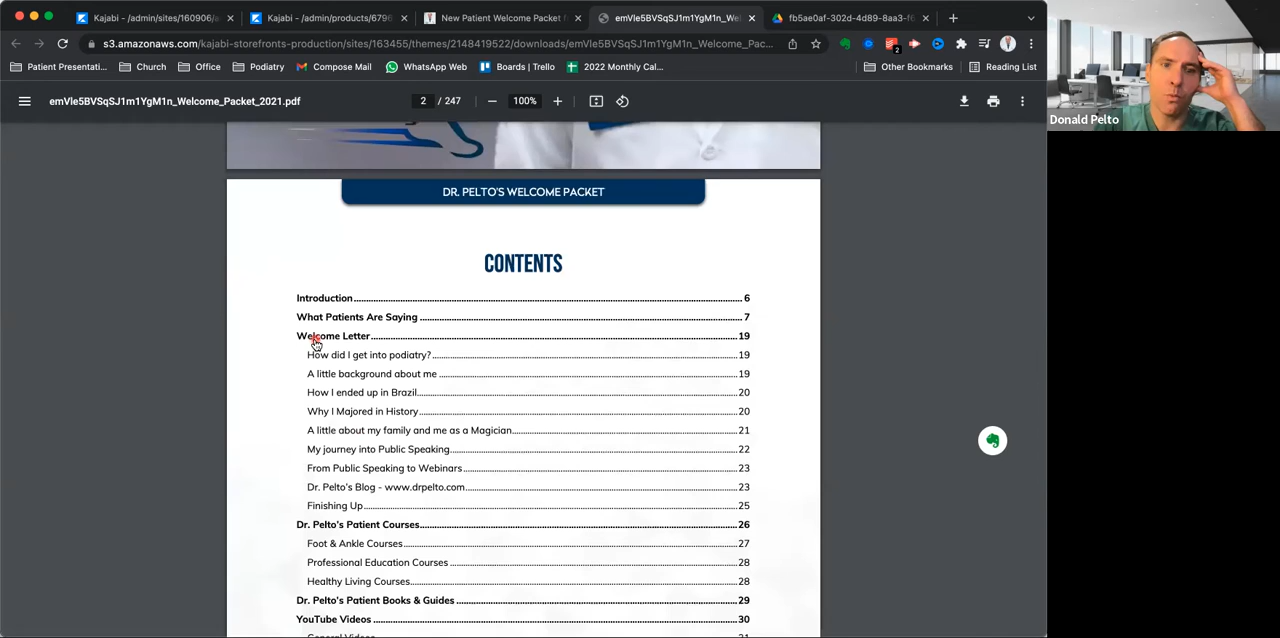 Kajabi - /admin/sites/160906/a
Kajabi - /admin/products/6796
New Patient Welcome Packet f
emVle5BVSqSJ1m1YgM1n_Wel
fb5ae0af-302d-4d89-8aa3-f6
s3.amazonaws.com/kajabi-storefronts-production/sites/163455/themes/2148419522/downloads/emVle5BVSqSJ1m1YgM1n_Welcome_Pac...
2
Patient Presentati...
Church
Office
Podiatry
Compose Mail
WhatsApp Web
Boards | Trello
2022 Monthly Cal...
Other Bookmarks
Reading List
emVle5BVSqSJ1m1YgM1n_Welcome_Packet_2021.pdf
2 / 247
100%
Donald Pelto
DR. PELTO'S WELCOME PACKET
CONTENTS
Introduction 6
What Patients Are Saying 7
Welcome Letter 19
How did I get into podiatry? 19
A little background about me 19
How I ended up in Brazil 20
Why I Majored in History 20
A little about my family and me as a Magician 21
My journey into Public Speaking 22
From Public Speaking to Webinars 23
Dr. Pelto's Blog - www.drpelto.com 23
Finishing Up 25
Dr. Pelto's Patient Courses 26
Foot & Ankle Courses 27
Professional Education Courses 28
Healthy Living Courses 28
Dr. Pelto's Patient Books & Guides 29
YouTube Videos 30
General Videos 31